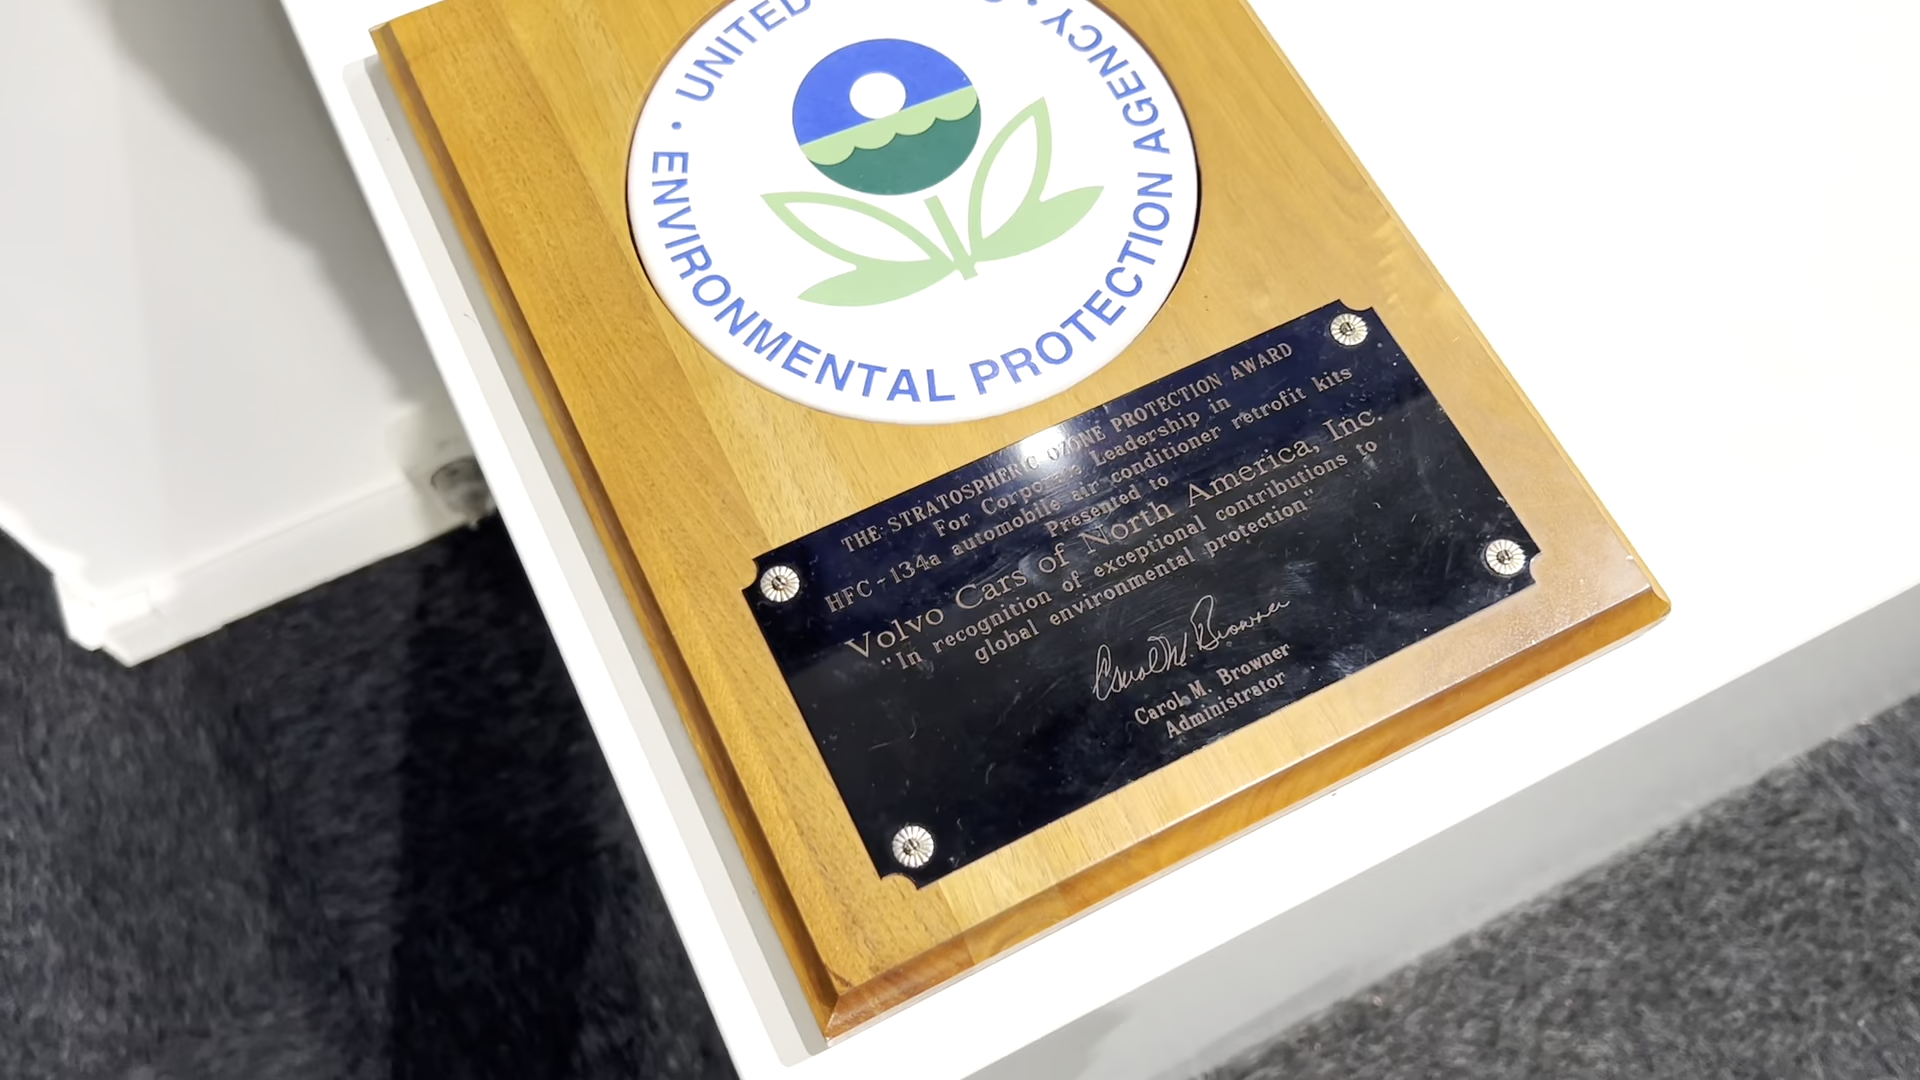 UNITED
• ENVIRONMENTAL PROTECTION AGENCY •
THE STRATOSPHERIC OZONE PROTECTION AWARD
For Corporate Leadership in
HFC-134a automobile air conditioner retrofit kits
Presented to
Volvo Cars of North America, Inc.
"In recognition of exceptional contributions to
global environmental protection"
Carol M. Browner
Carol M. Browner
Administrator